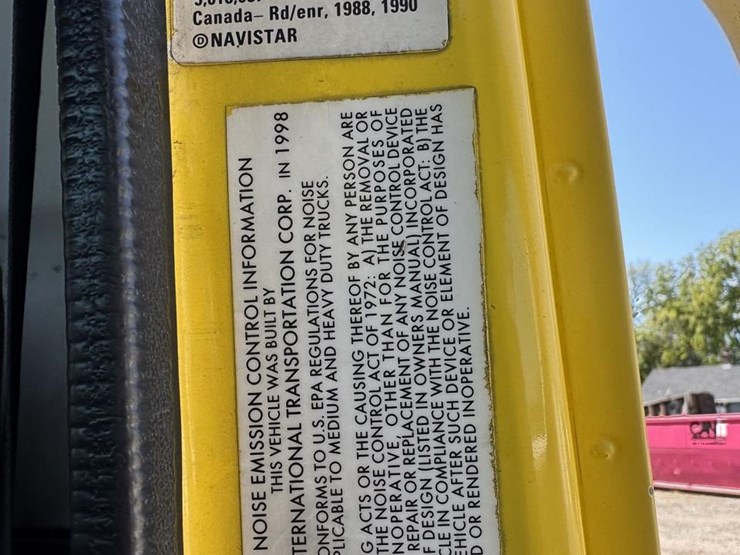 Canada– Rd/enr, 1988, 1990
ⒹNAVISTAR
NOISE EMISSION CONTROL INFORMATION
THIS VEHICLE WAS BUILT BY
TERNATIONAL TRANSPORTATION CORP. IN 1998
ONFORMS TO U.S. EPA REGULATIONS FOR NOISE
PLICABLE TO MEDIUM AND HEAVY DUTY TRUCKS.
G ACTS OR THE CAUSING THEREOF BY ANY PERSON ARE
THE NOISE CONTROL ACT OF 1972: A) THE REMOVAL OR
NOPERATIVE, OTHER THAN FOR THE PURPOSES OF
REPAIR OR REPLACEMENT OF ANY NOISE CONTROL DEVICE
F DESIGN (LISTED IN OWNERS MANUAL) INCORPORATED
CLE IN COMPLIANCE WITH THE NOISE CONTROL ACT: B) THE
EHICLE AFTER SUCH DEVICE OR ELEMENT OF DESIGN HAS
D OR RENDERED INOPERATIVE.